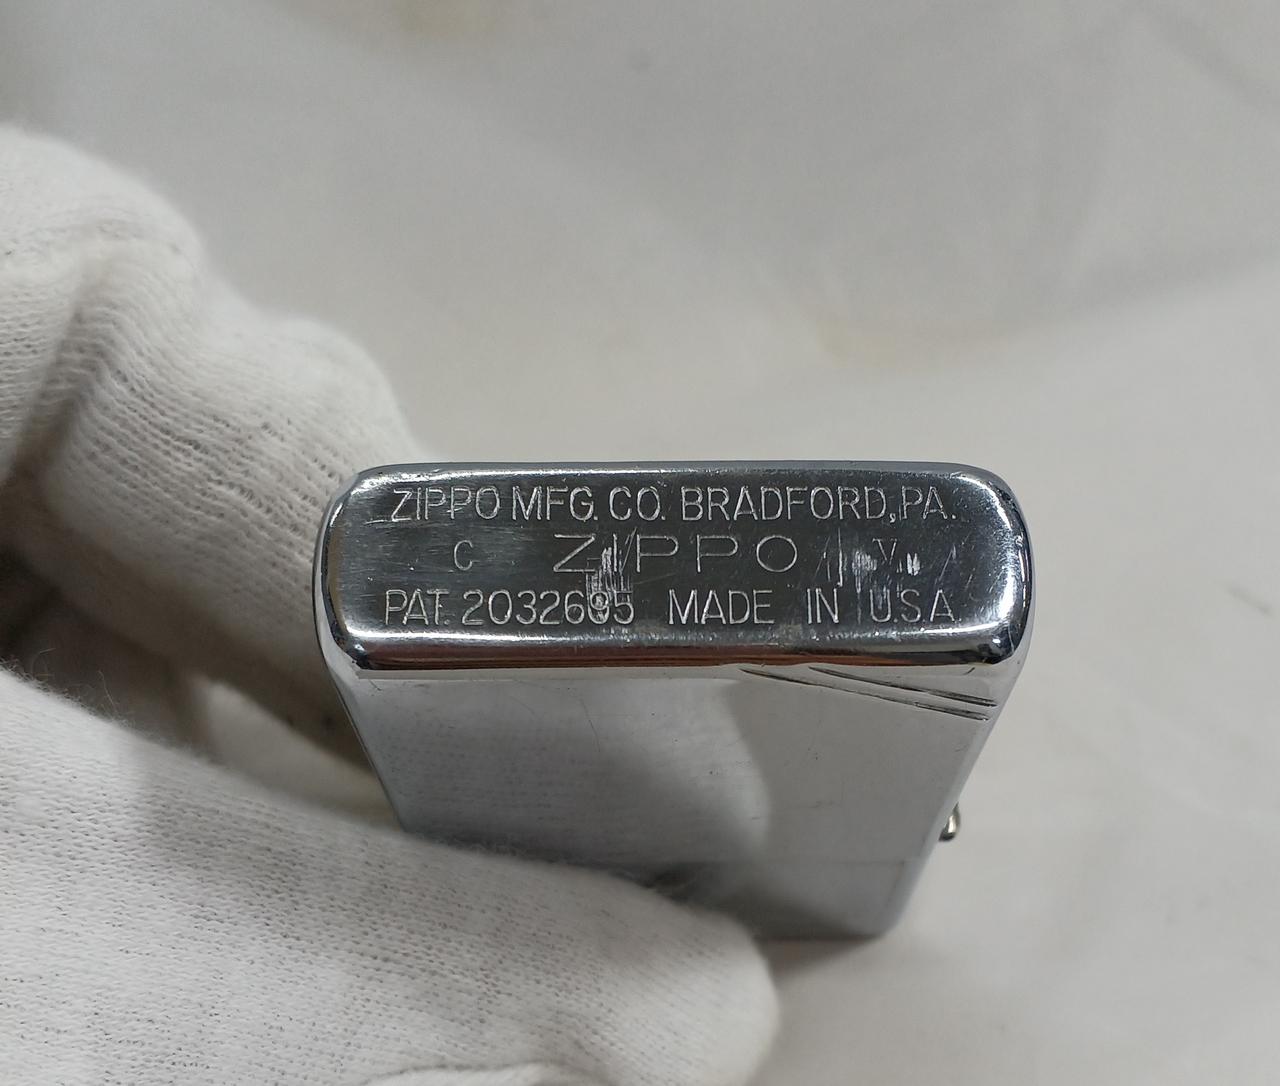 ZIPPO MFG. CO. BRADFORD, PA.
C ZIPPO V
PAT. 2032695 MADE IN U.S.A